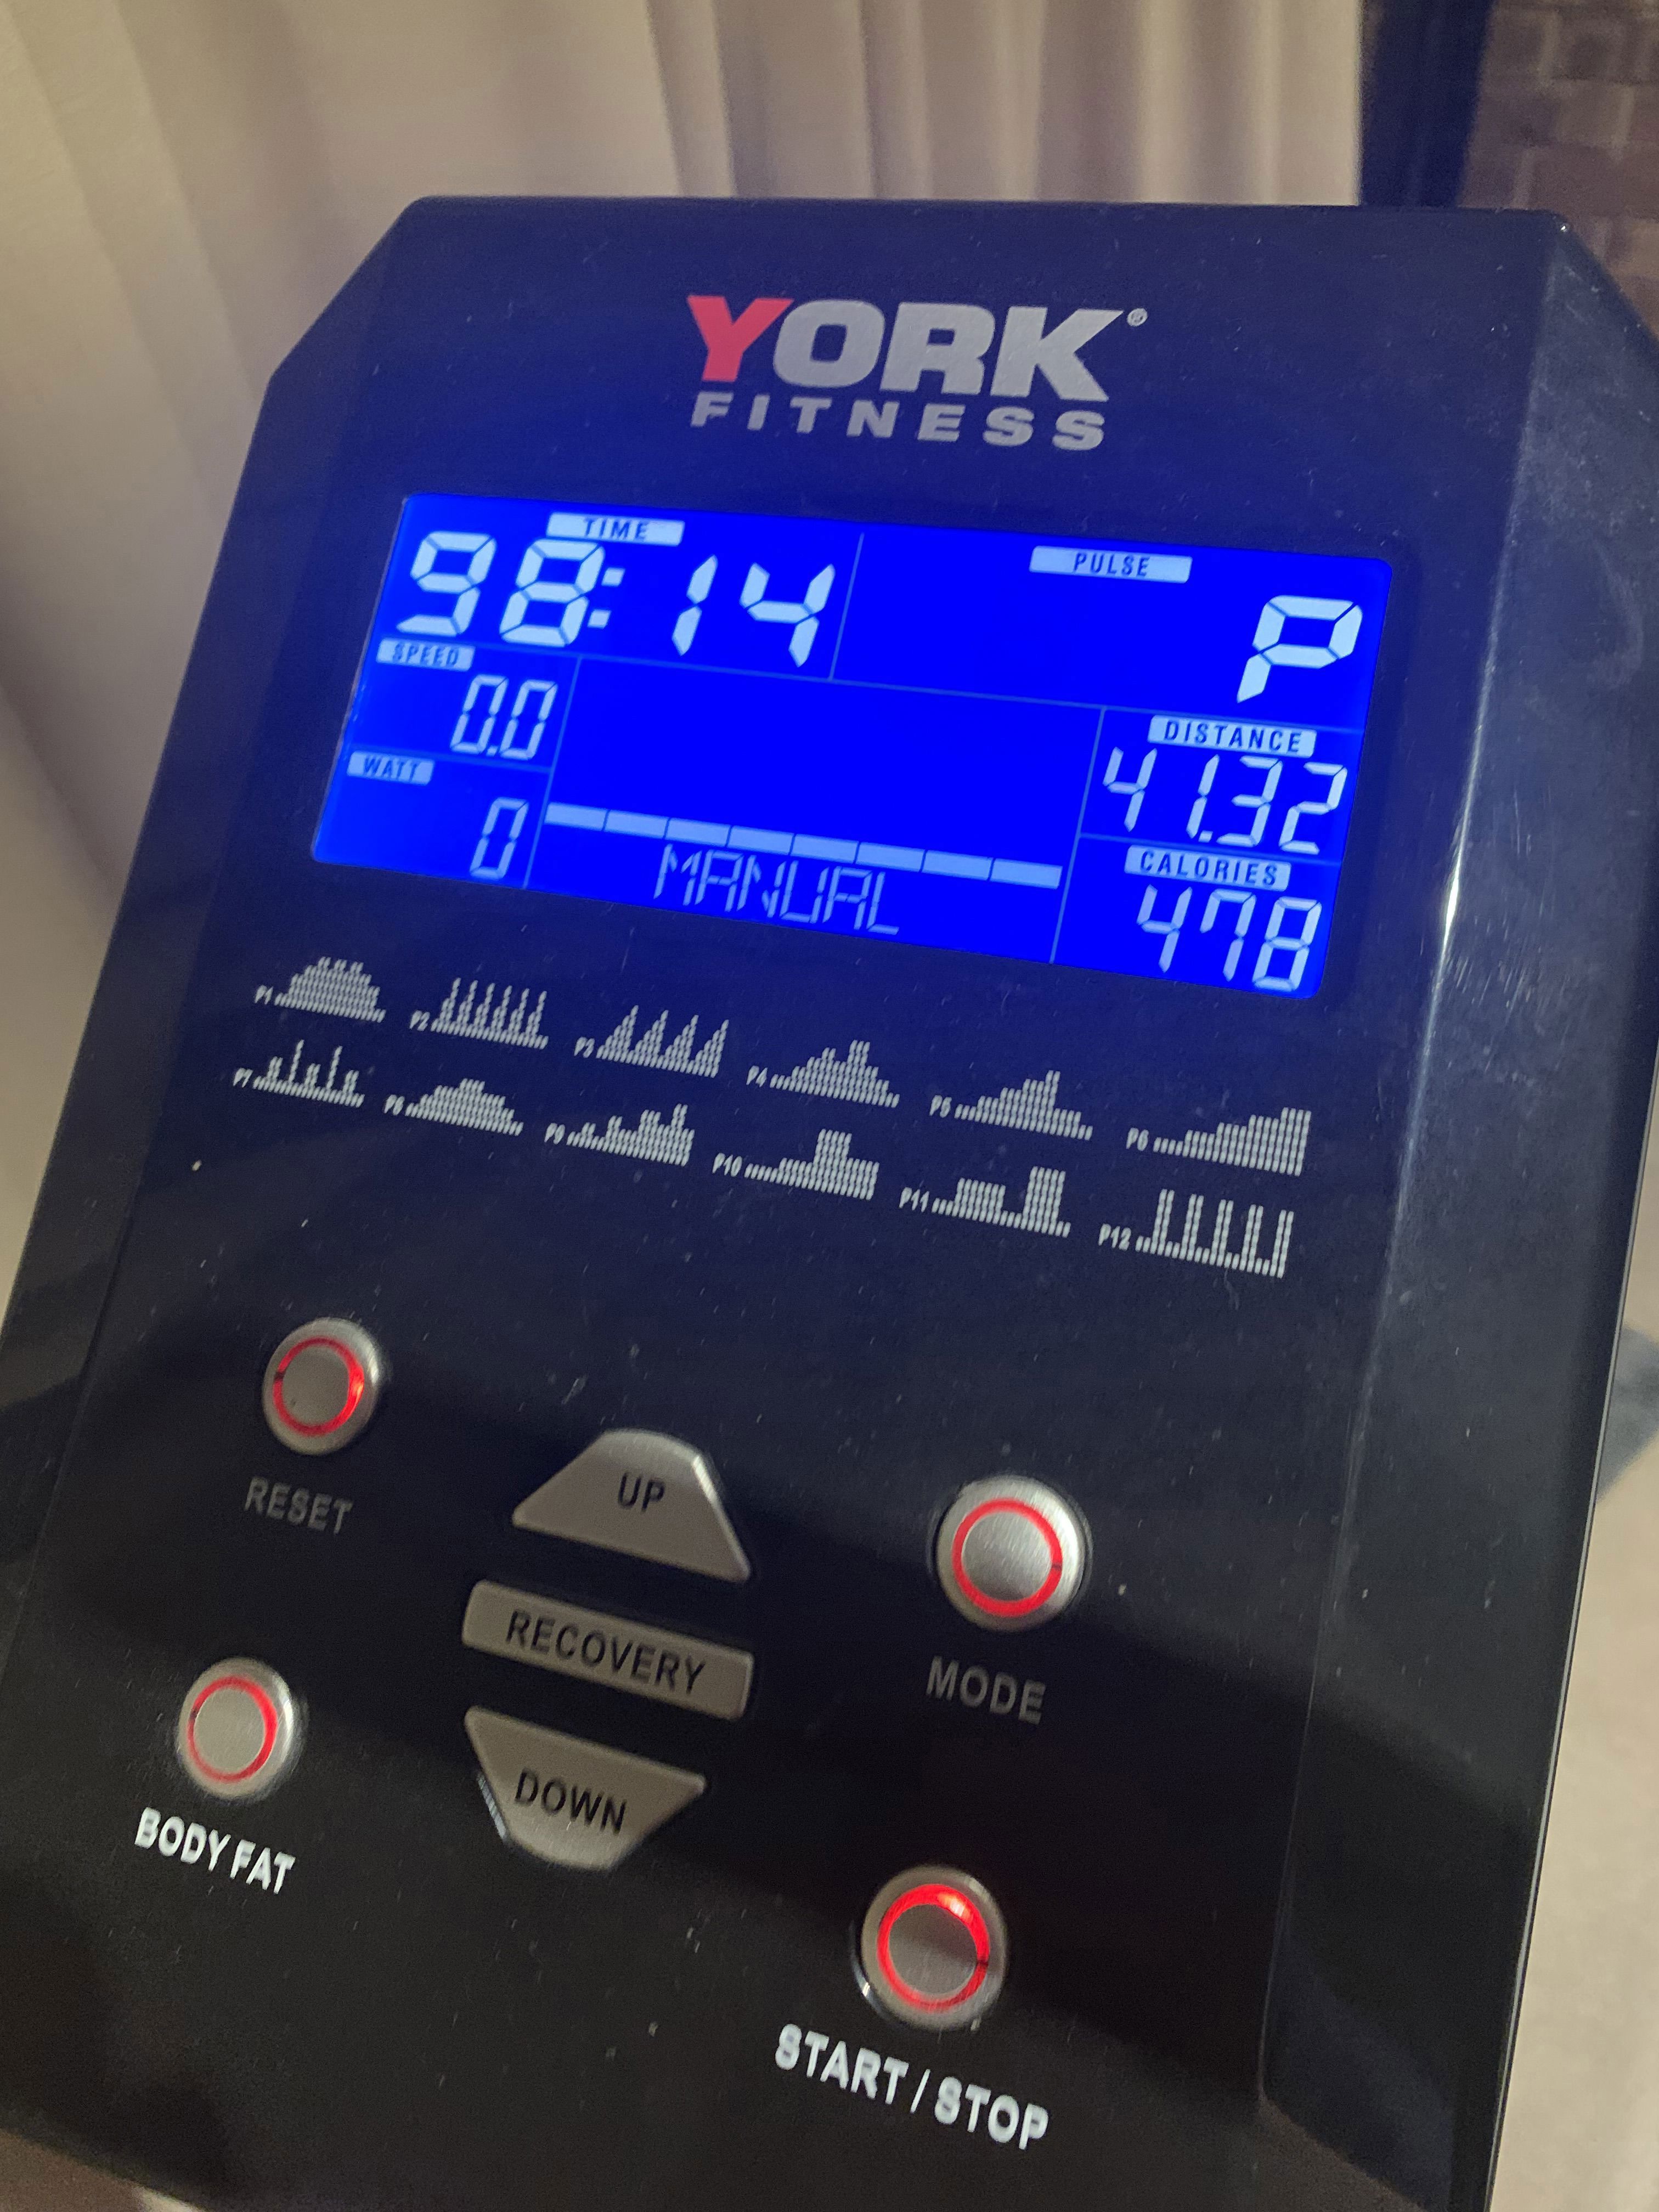 YORK®
FITNESS
TIME
98:14
PULSE
P
SPEED
0.0
WATT
0
MANUAL
DISTANCE
41.32
CALORIES
478
P1 P2 P3 P4 P5 P6
P7 P8 P9 P10 P11 P12
RESET
UP
RECOVERY
DOWN
MODE
BODY FAT
START / STOP